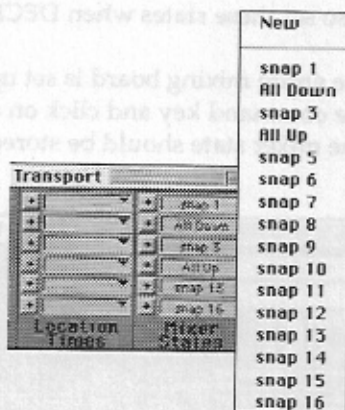 New
snap 1
All Down
snap 3
All Up
snap 5
snap 6
snap 7
snap 8
snap 9
snap 10
snap 11
snap 12
snap 13
snap 14
snap 15
snap 16
Transport
snap 1
All Down
snap 3
All Up
snap 13
snap 16
Location Times
Mixer States